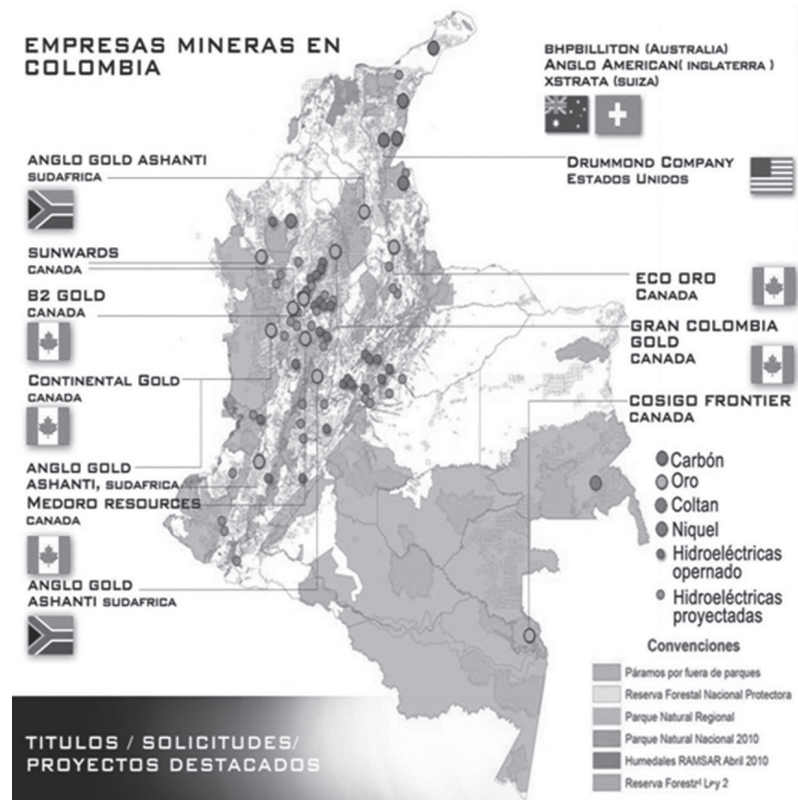 EMPRESAS MINERAS EN
COLOMBIA
BHPBILLITON (AUSTRALIA)
ANGLO AMERICAN( INGLATERRA )
XSTRATA (SUIZA)
ANGLO GOLD ASHANTI
SUDAFRICA
DRUMMOND COMPANY
ESTADOS UNIDOS
SUNWARDS
CANADA
ECO ORO
CANADA
B2 GOLD
CANADA
GRAN COLOMBIA
GOLD
CANADA
CONTINENTAL GOLD
CANADA
COSIGO FRONTIER
CANADA
ANGLO GOLD
ASHANTI, SUDAFRICA
MEDORO RESOURCES
CANADA
ANGLO GOLD
ASHANTI SUDAFRICA
Carbón
Oro
Coltan
Niquel
Hidroeléctricas
opernado
Hidroeléctricas
proyectadas
Convenciones
Páramos por fuera de parques
Reserva Forestal Nacional Protectora
Parque Natural Regional
Parque Natural Nacional 2010
Humedales RAMSAR Abril 2010
Reserva Forestal Ley 2
TITULOS / SOLICITUDES/
PROYECTOS DESTACADOS